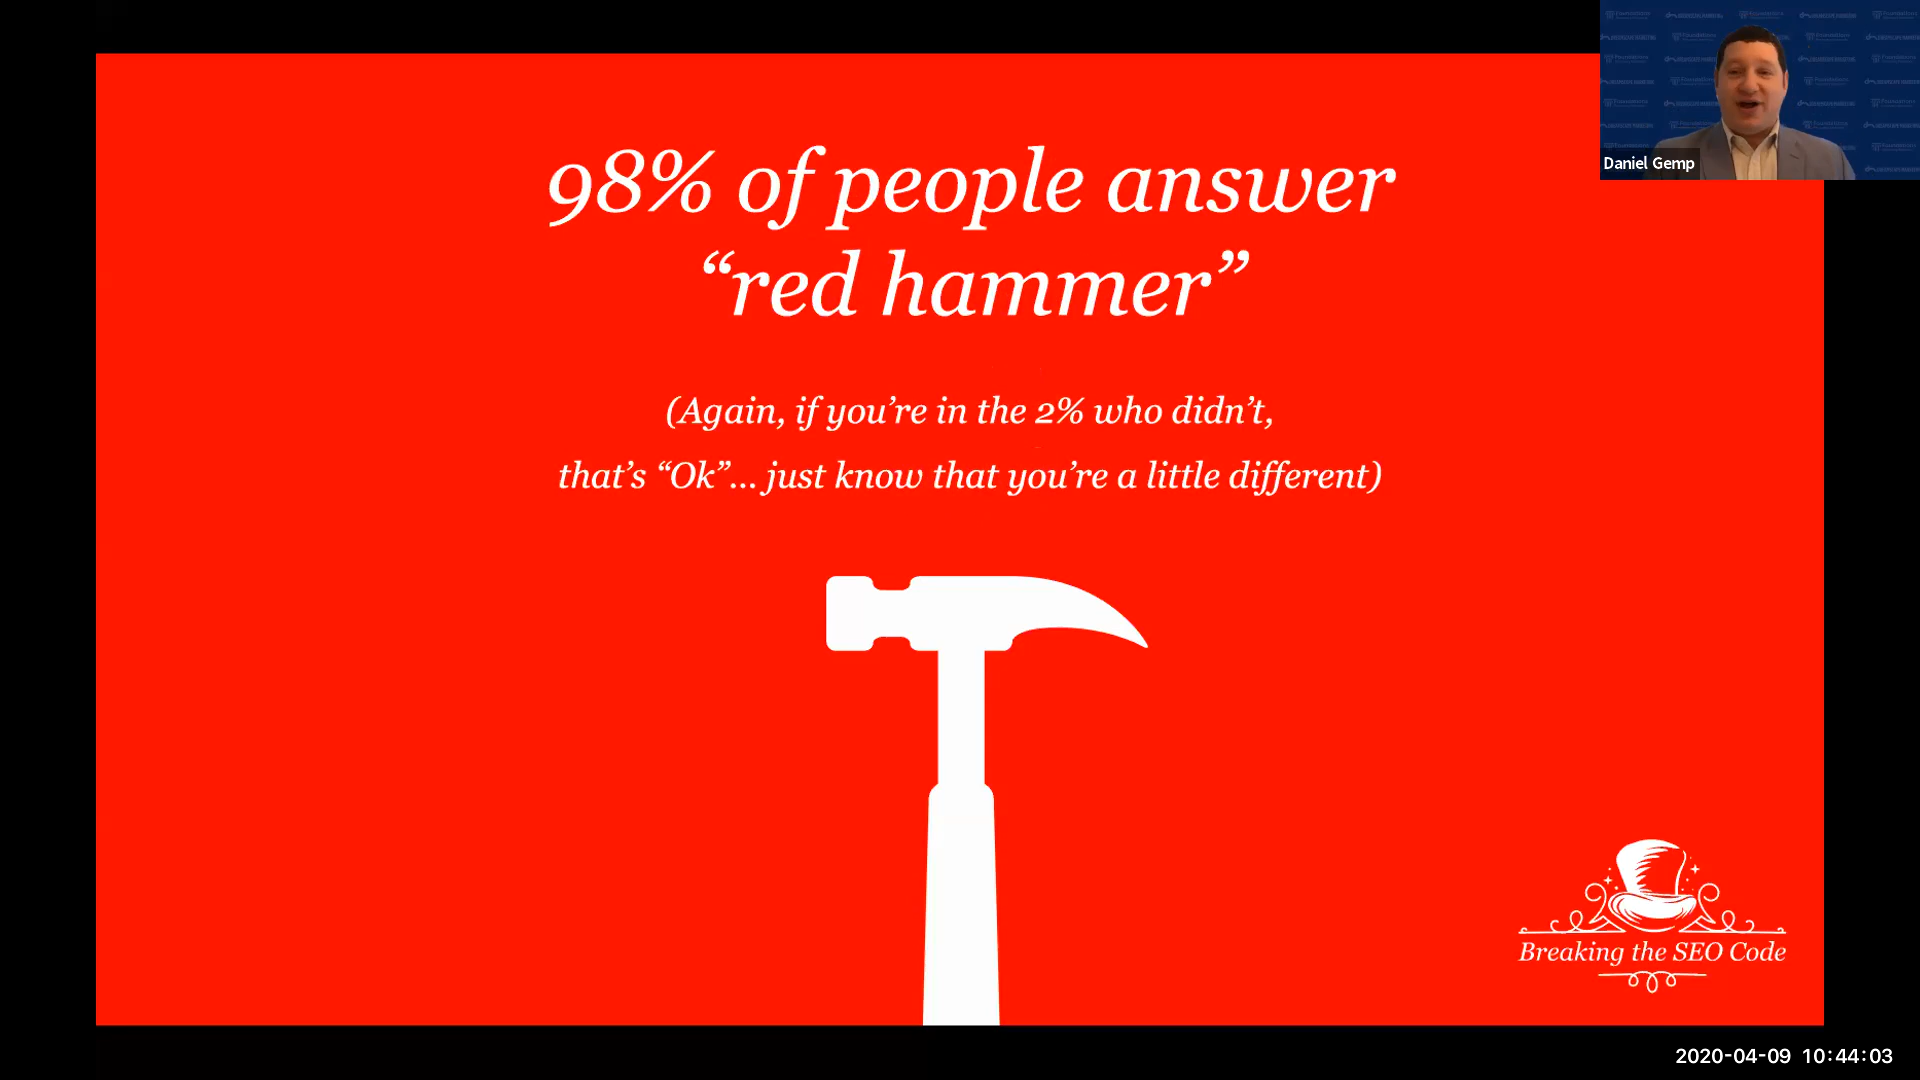 98% of people answer
“red hammer”
(Again, if you’re in the 2% who didn’t,
that’s “Ok”... just know that you’re a little different)
Breaking the SEO Code
Daniel Gemp
2020-04-09 10:44:03